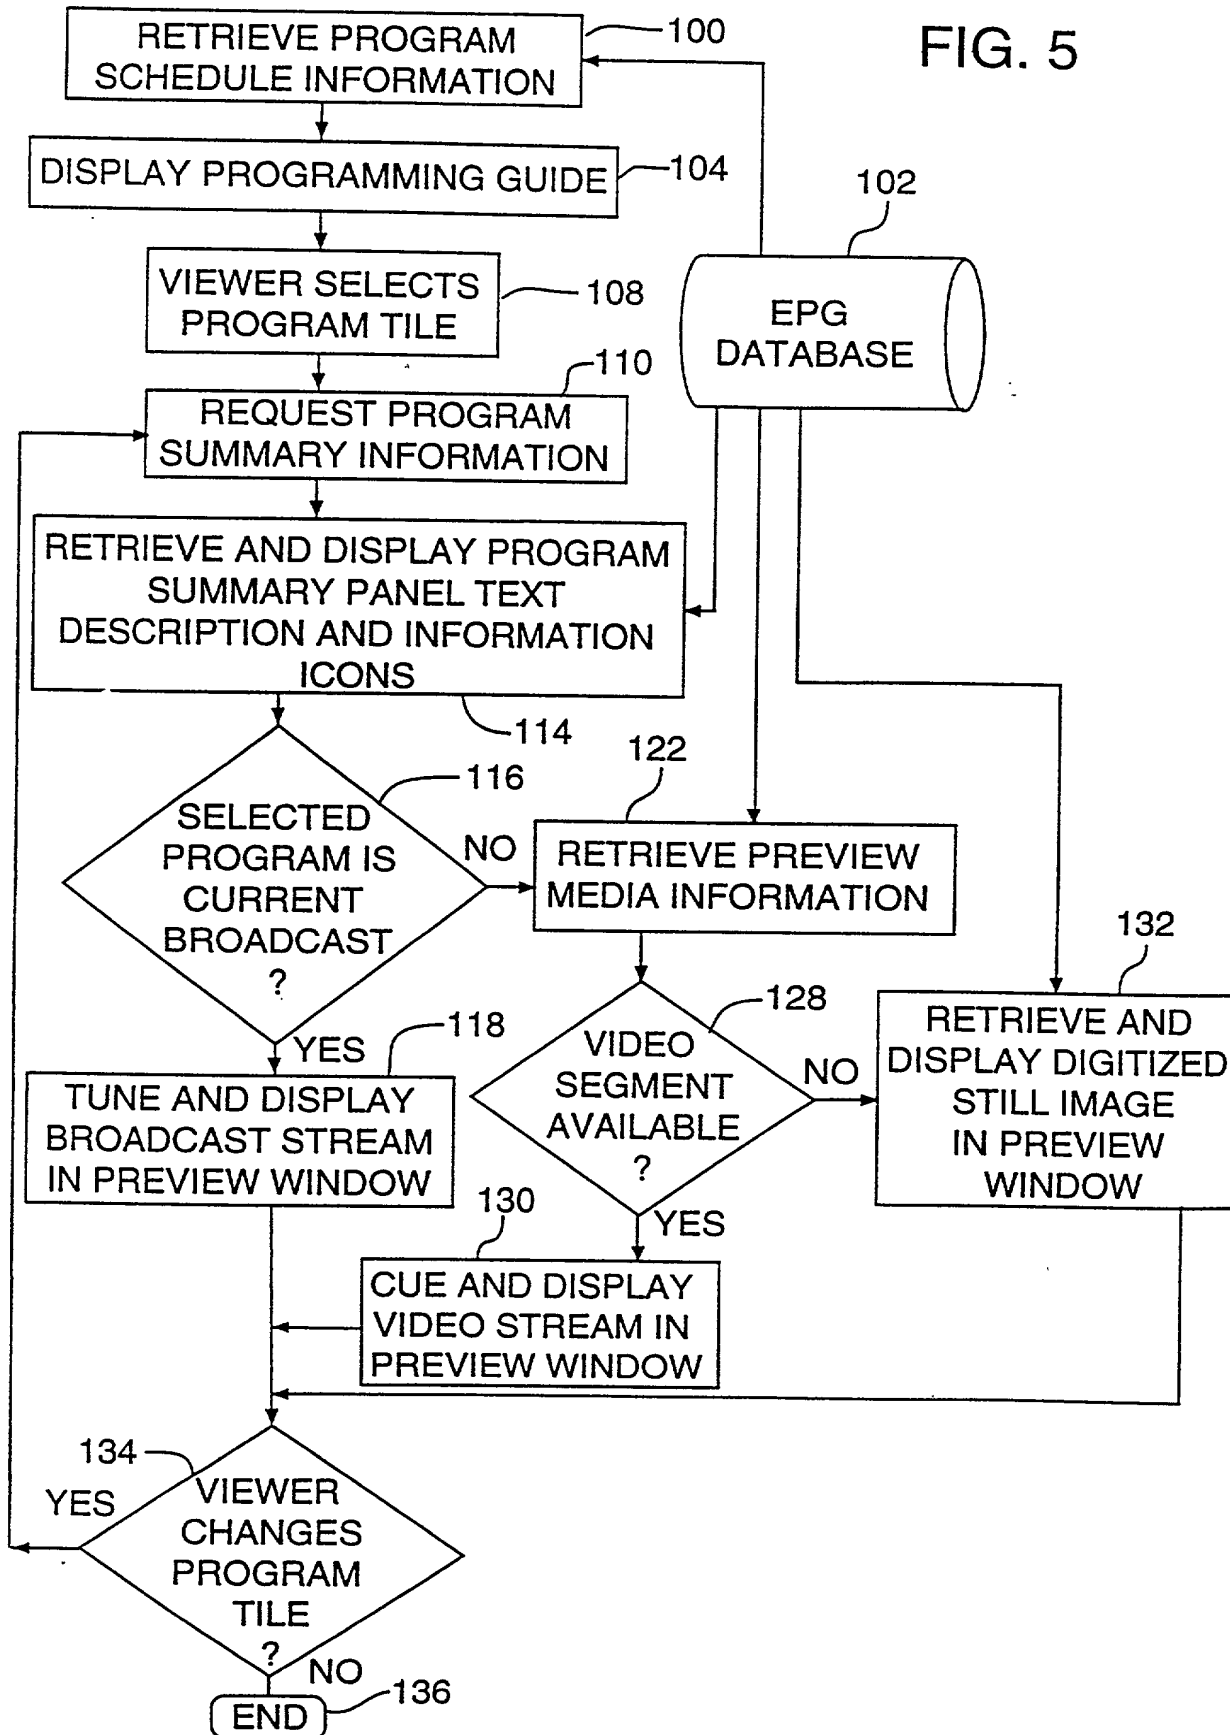 FIG. 5
RETRIEVE PROGRAM
SCHEDULE INFORMATION
100
DISPLAY PROGRAMMING GUIDE
104
102
EPG
DATABASE
VIEWER SELECTS
PROGRAM TILE
108
110
REQUEST PROGRAM
SUMMARY INFORMATION
RETRIEVE AND DISPLAY PROGRAM
SUMMARY PANEL TEXT
DESCRIPTION AND INFORMATION
ICONS
114
116
SELECTED
PROGRAM IS
CURRENT
BROADCAST
?
NO
122
RETRIEVE PREVIEW
MEDIA INFORMATION
YES
118
TUNE AND DISPLAY
BROADCAST STREAM
IN PREVIEW WINDOW
128
VIDEO
SEGMENT
AVAILABLE
?
NO
132
RETRIEVE AND
DISPLAY DIGITIZED
STILL IMAGE
IN PREVIEW
WINDOW
YES
130
CUE AND DISPLAY
VIDEO STREAM IN
PREVIEW WINDOW
134
YES
VIEWER
CHANGES
PROGRAM
TILE
?
NO
END
136